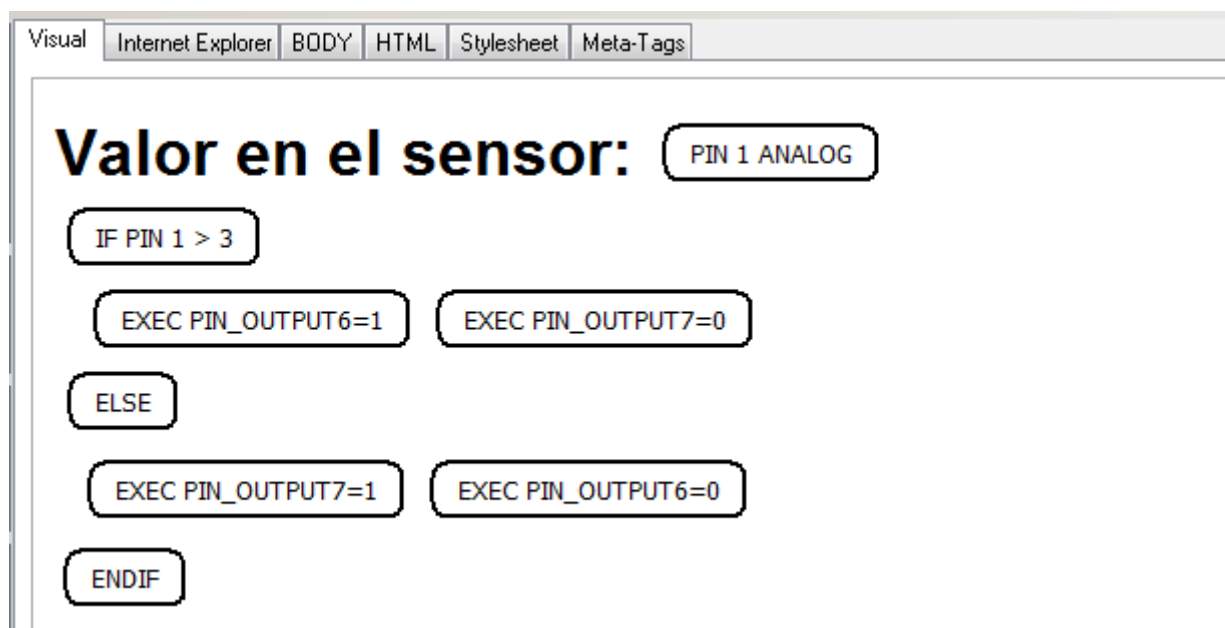 Visual Internet Explorer BODY HTML Stylesheet Meta-Tags
Valor en el sensor: PIN 1 ANALOG
IF PIN 1 > 3
EXEC PIN_OUTPUT6=1 EXEC PIN_OUTPUT7=0
ELSE
EXEC PIN_OUTPUT7=1 EXEC PIN_OUTPUT6=0
ENDIF